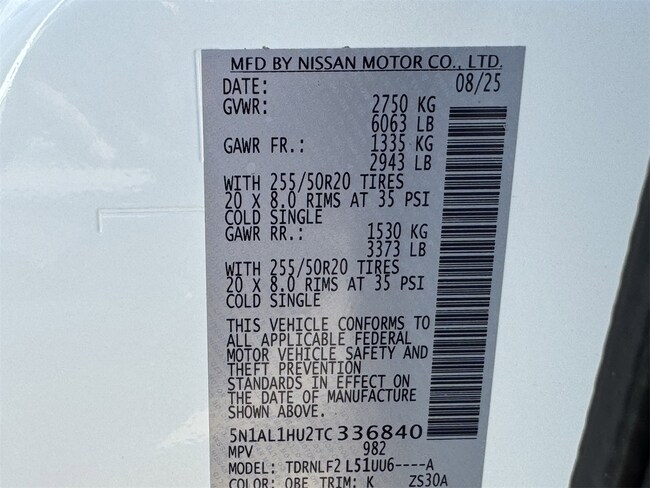 MFD BY NISSAN MOTOR CO., LTD.
DATE: 08/25
GVWR: 2750 KG
6063 LB
GAWR FR.: 1335 KG
2943 LB
WITH 255/50R20 TIRES
20 X 8.0 RIMS AT 35 PSI
COLD SINGLE
GAWR RR.: 1530 KG
3373 LB
WITH 255/50R20 TIRES
20 X 8.0 RIMS AT 35 PSI
COLD SINGLE
THIS VEHICLE CONFORMS TO
ALL APPLICABLE FEDERAL
MOTOR VEHICLE SAFETY AND
THEFT PREVENTION
STANDARDS IN EFFECT ON
THE DATE OF MANUFACTURE
SHOWN ABOVE.
5N1AL1HU2TC336840
MPV 982
MODEL: TDRNLF2 L51UU6----A
COLOR: QBE TRIM: K ZS30A